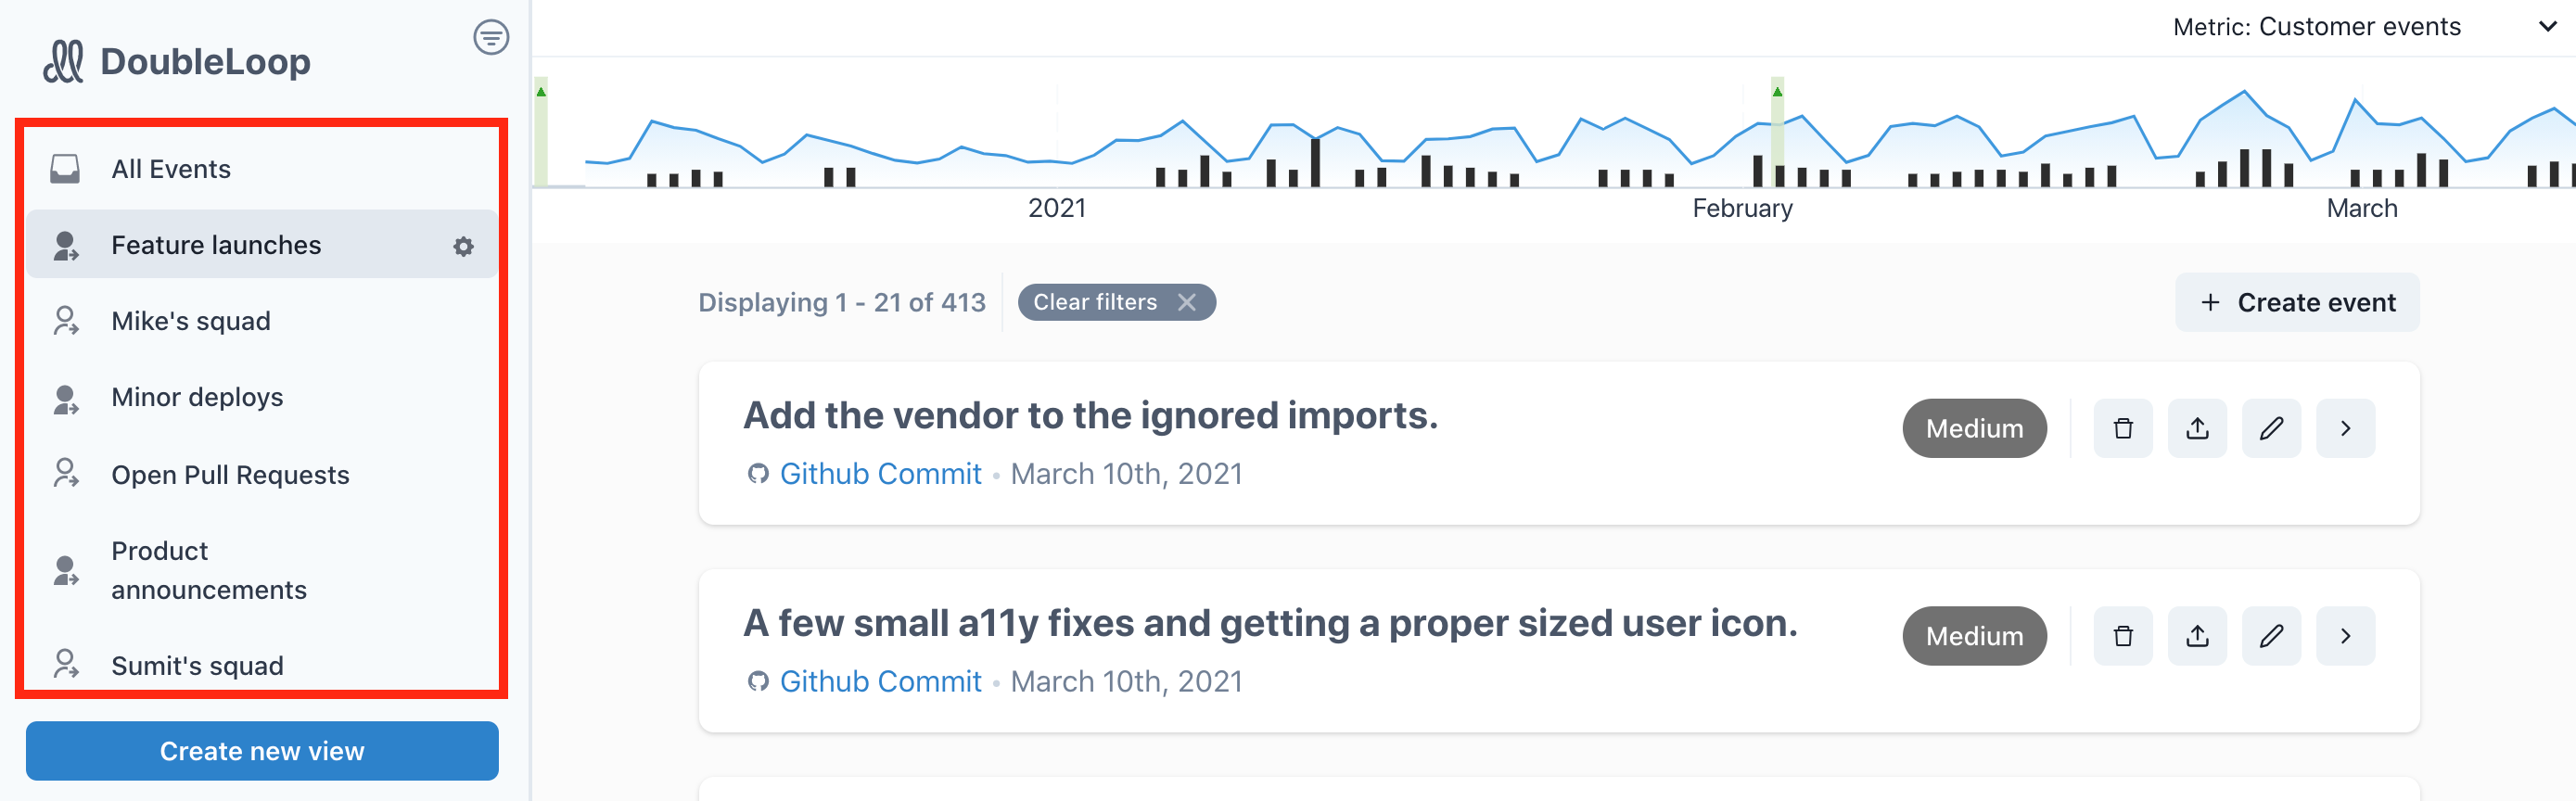 DoubleLoop
All Events
Feature launches
Mike's squad
Minor deploys
Open Pull Requests
Product
announcements
Sumit's squad
Create new view
Metric: Customer events
2021
February
March
Displaying 1 - 21 of 413
Clear filters
+ Create event
Add the vendor to the ignored imports.
Github Commit • March 10th, 2021
Medium
A few small a11y fixes and getting a proper sized user icon.
Github Commit • March 10th, 2021
Medium